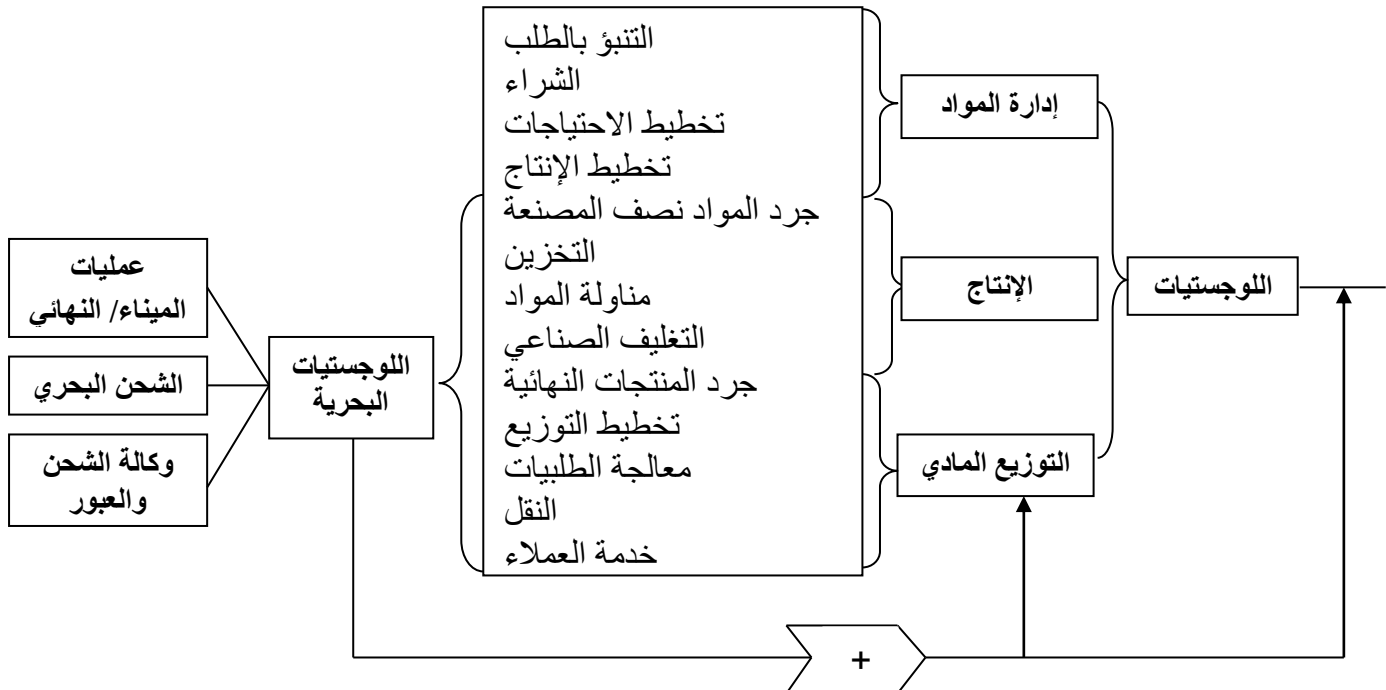 التنبؤ بالطلب
الشراء
تخطيط الاحتياجات
تخطيط الإنتاج
جرد المواد نصف المصنعة
التخزين
مناولة المواد
التغليف الصناعي
جرد المنتجات النهائية
تخطيط التوزيع
معالجة الطلبيات
النقل
خدمة العملاء
إدارة المواد
الإنتاج
التوزيع المادي
اللوجستيات
اللوجستيات
البحرية
عمليات
الميناء/ النهائي
الشحن البحري
وكالة الشحن
والعبور
+